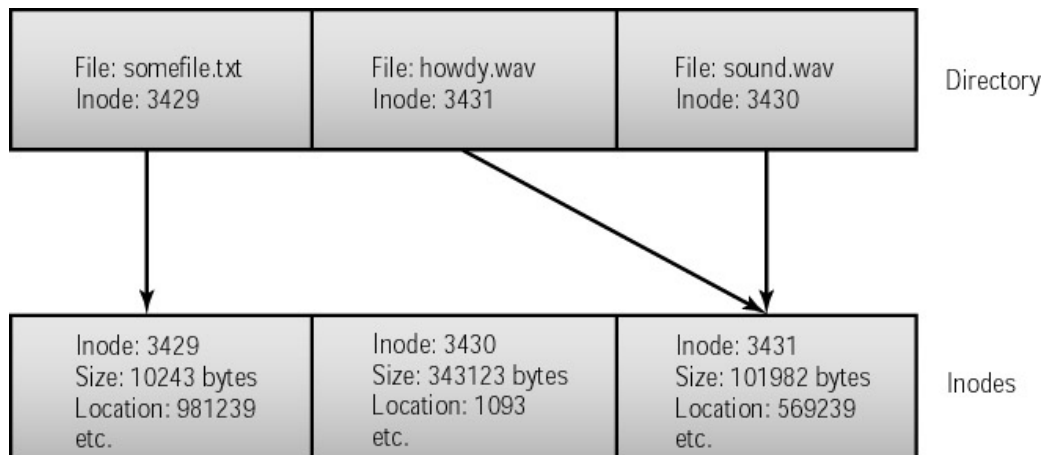 File: somefile.txt
Inode: 3429
File: howdy.wav
Inode: 3431
File: sound.wav
Inode: 3430
Directory
Inode: 3429
Size: 10243 bytes
Location: 981239
etc.
Inode: 3430
Size: 343123 bytes
Location: 1093
etc.
Inode: 3431
Size: 101982 bytes
Location: 569239
etc.
Inodes